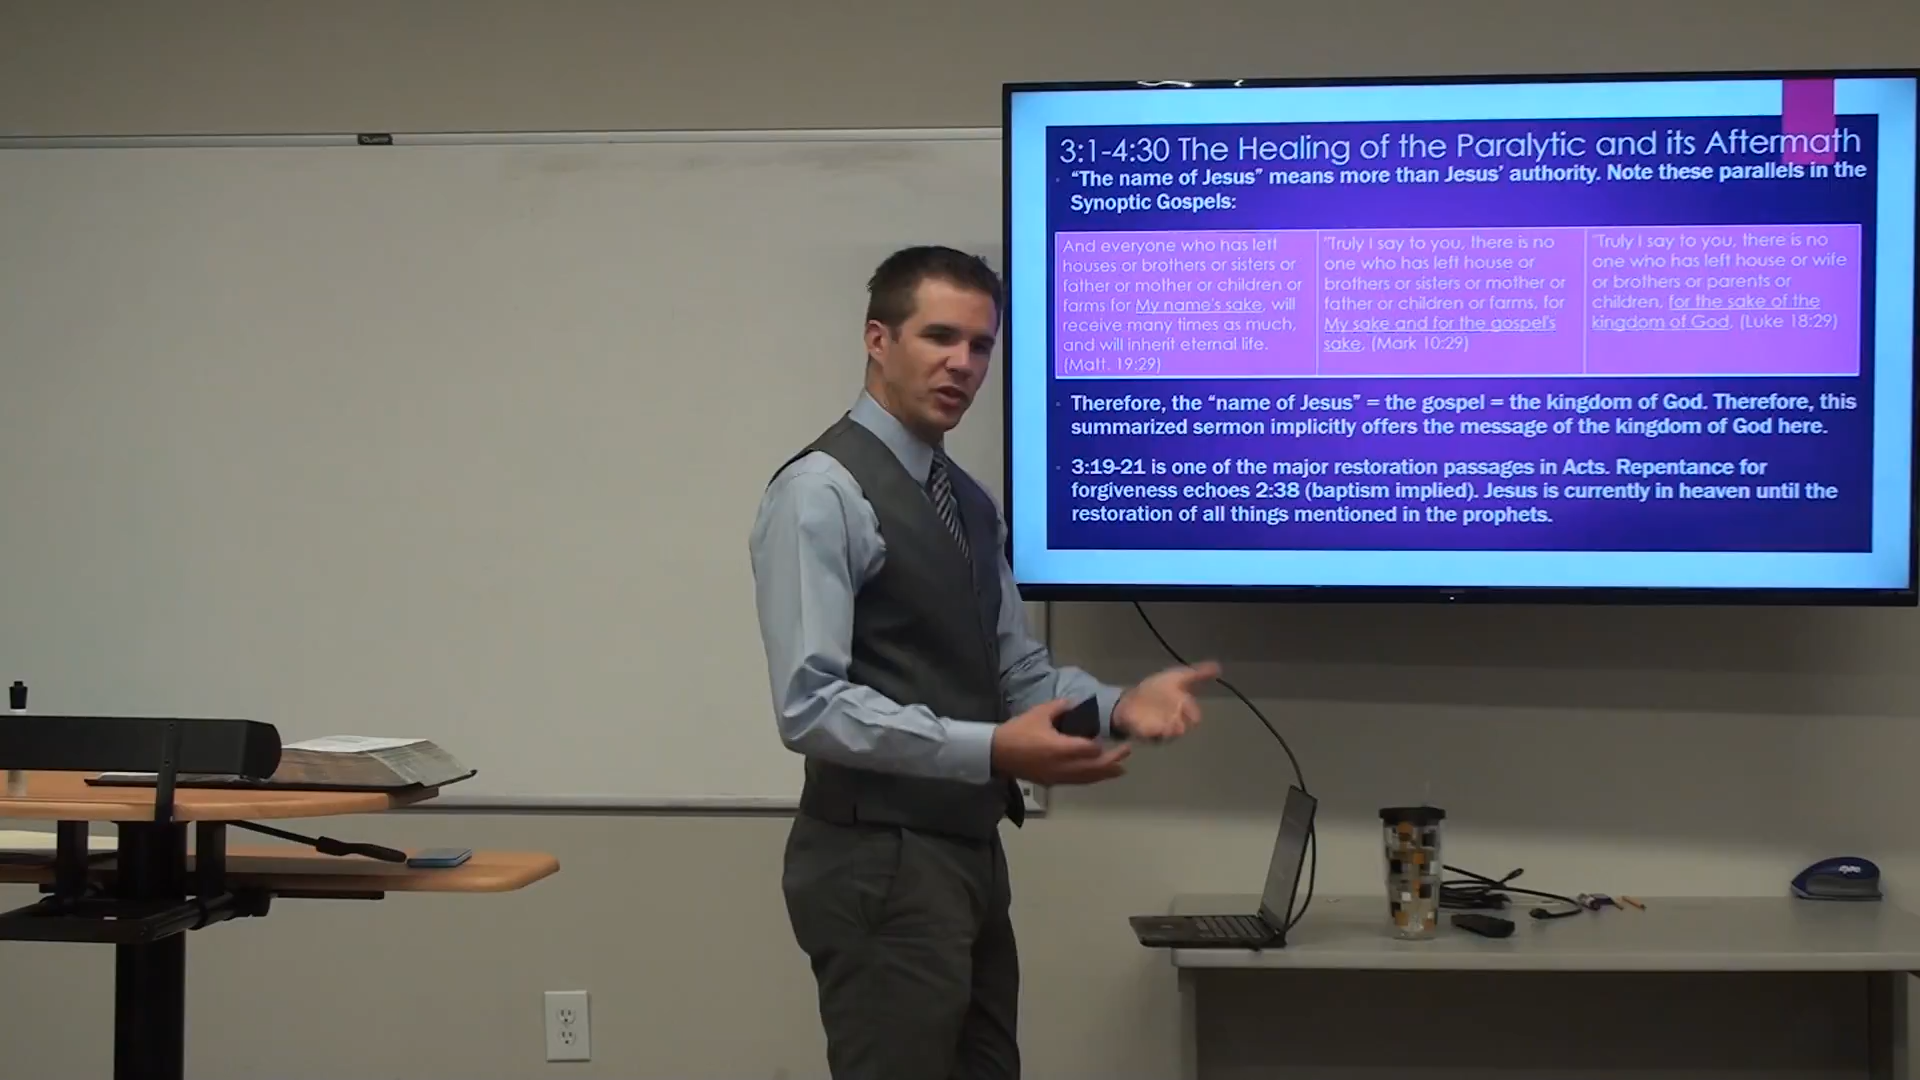 3:1-4:30 The Healing of the Paralytic and its Aftermath
“The name of Jesus” means more than Jesus’ authority. Note these parallels in the
Synoptic Gospels:
And everyone who has left
houses or brothers or sisters or
father or mother or children or
farms for My name's sake, will
receive many times as much,
and will inherit eternal life.
(Matt. 19:29)
"Truly I say to you, there is no
one who has left house or
brothers or sisters or mother or
father or children or farms, for
My sake and for the gospel's
sake, (Mark 10:29)
"Truly I say to you, there is no
one who has left house or wife
or brothers or parents or
children, for the sake of the
kingdom of God, (Luke 18:29)
Therefore, the “name of Jesus” = the gospel = the kingdom of God. Therefore, this
summarized sermon implicitly offers the message of the kingdom of God here.
3:19-21 is one of the major restoration passages in Acts. Repentance for
forgiveness echoes 2:38 (baptism implied). Jesus is currently in heaven until the
restoration of all things mentioned in the prophets.